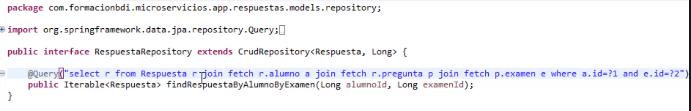 package com.formacionbdi.microservicios.app.respuestas.models.repository;
import org.springframework.data.jpa.repository.Query;
public interface RespuestaRepository extends CrudRepository<Respuesta, Long> {
@Query("select r from Respuesta r join fetch r.alumno a join fetch r.pregunta p join fetch p.examen e where a.id=?1 and e.id=?2")
public Iterable<Respuesta> findRespuestaByAlumnoByExamen(Long alumnoId, Long examenId);
}